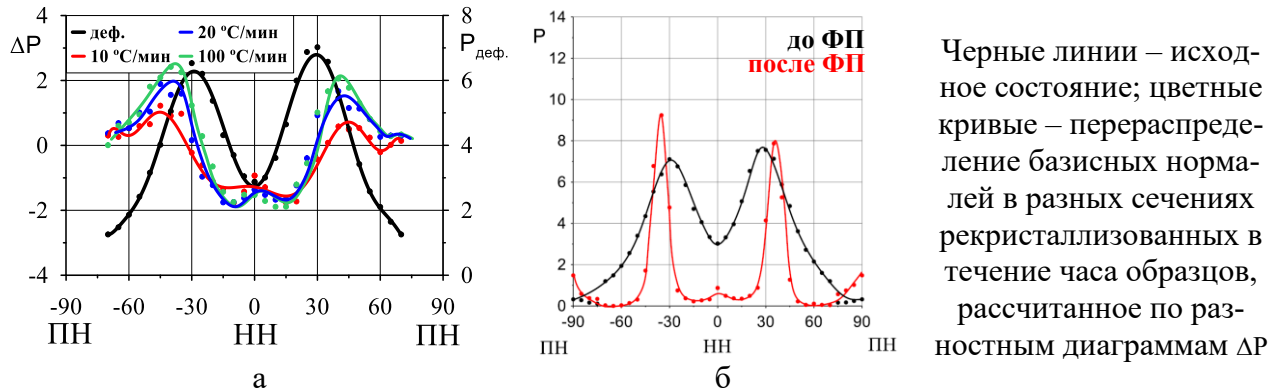 4
2
0
-2
-4
ΔP
деф.
20 °C/мин
10 °C/мин
100 °C/мин
8
6
4
2
0
Pдеф.
-90 -60 -30 0 30 60 90
ПН НН ПН
а
14
12
10
8
6
4
2
0
P
до ФП
после ФП
-90 -60 -30 0 30 60 90
ПН НН ПН
б
Черные линии – исход-
ное состояние; цветные
кривые – перераспреде-
ление базисных норма-
лей в разных сечениях
рекристаллизованных в
течение часа образцов,
рассчитанное по раз-
ностным диаграммам ΔP